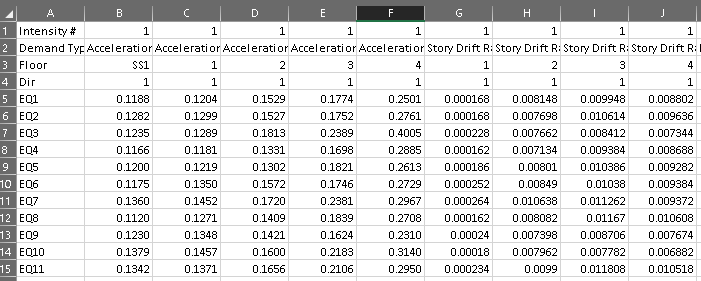 A B C D E F G H I J
1 Intensity # 1 1 1 1 1 1 1 1 1
2 Demand Typ Acceleration Acceleration Acceleration Acceleration Acceleration Story Drift Ra Story Drift Ra Story Drift Ra Story Drift Ra
3 Floor SS1 1 2 3 4 1 2 3 4
4 Dir 1 1 1 1 1 1 1 1 1
5 EQ1 0.1188 0.1204 0.1529 0.1774 0.2501 0.000168 0.008148 0.009948 0.008802
6 EQ2 0.1282 0.1299 0.1527 0.1752 0.2761 0.000168 0.007698 0.010614 0.009636
7 EQ3 0.1235 0.1289 0.1813 0.2389 0.4005 0.000228 0.007662 0.008412 0.007344
8 EQ4 0.1166 0.1181 0.1331 0.1698 0.2885 0.000162 0.007134 0.009384 0.008688
9 EQ5 0.1200 0.1219 0.1302 0.1821 0.2613 0.000186 0.00801 0.010386 0.009282
10 EQ6 0.1175 0.1350 0.1572 0.1746 0.2729 0.000252 0.00849 0.01038 0.009384
11 EQ7 0.1360 0.1452 0.1720 0.2381 0.2967 0.000264 0.010638 0.011262 0.009372
12 EQ8 0.1120 0.1271 0.1409 0.1839 0.2708 0.000162 0.008082 0.01167 0.010608
13 EQ9 0.1230 0.1348 0.1421 0.1624 0.2310 0.00024 0.007398 0.008706 0.007674
14 EQ10 0.1379 0.1457 0.1600 0.2183 0.3140 0.00018 0.007962 0.007782 0.006882
15 EQ11 0.1342 0.1371 0.1656 0.2106 0.2950 0.000234 0.0099 0.011808 0.010518